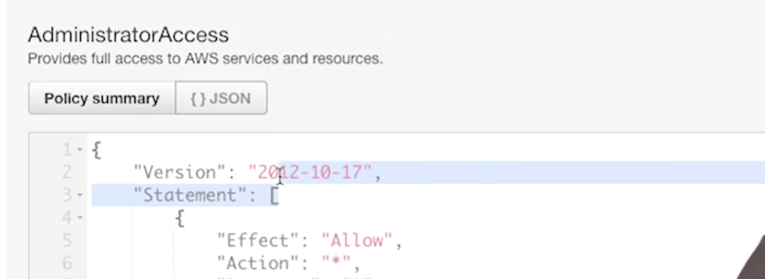 AdministratorAccess
Provides full access to AWS services and resources.
Policy summary {} JSON
1 {
2 "Version": "2012-10-17",
3 "Statement": [
4 {
5 "Effect": "Allow",
6 "Action": "*",